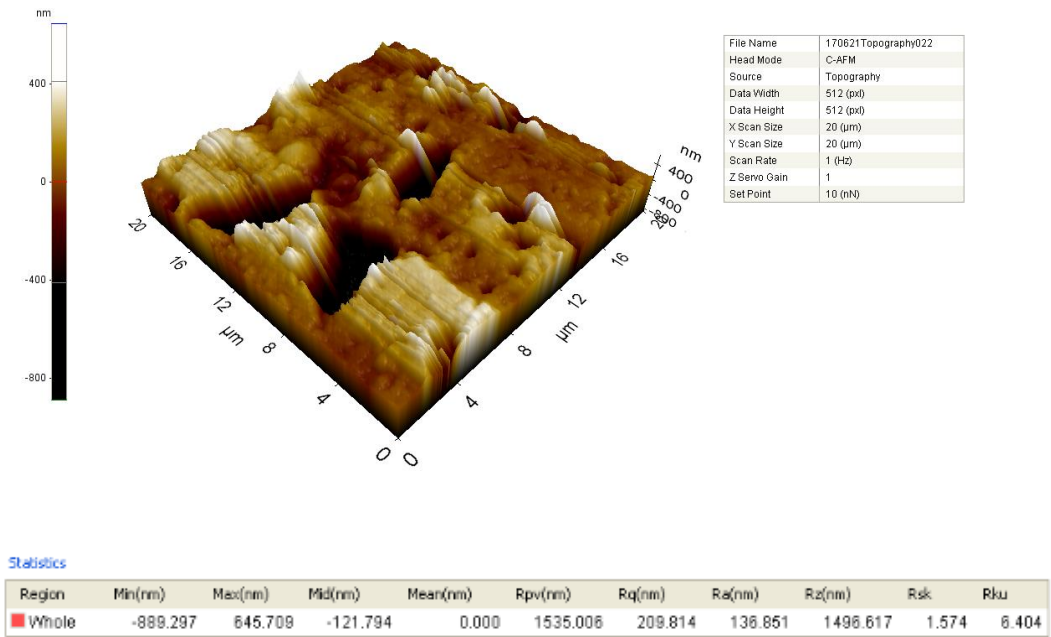 nm
400
0
-400
-800
File Name 170621Topography022
Head Mode C-AFM
Source Topography
Data Width 512 (pxl)
Data Height 512 (pxl)
X Scan Size 20 (µm)
Y Scan Size 20 (µm)
Scan Rate 1 (Hz)
Z Servo Gain 1
Set Point 10 (nN)
nm
400
0
-400
-800
20
16
12
8
4
0
µm
20
16
12
8
4
0
µm
Statistics
Region Min(nm) Max(nm) Mid(nm) Mean(nm) Rpv(nm) Rq(nm) Ra(nm) Rz(nm) Rsk Rku
Whole -889.297 645.709 -121.794 0.000 1535.006 209.814 136.851 1496.617 1.574 6.404